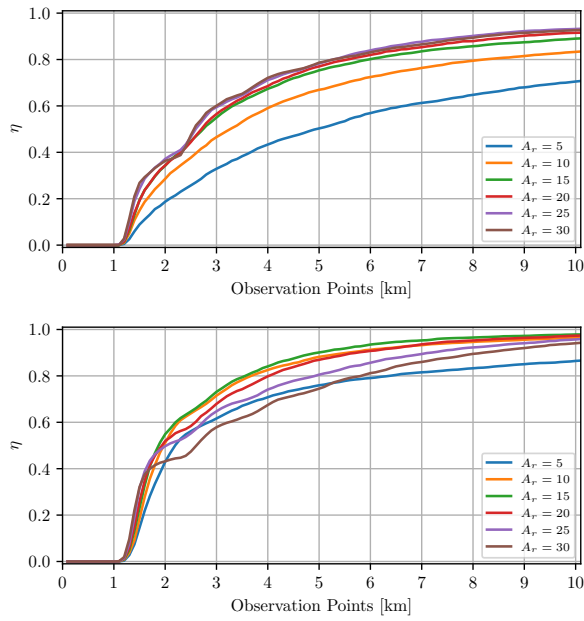 1.0
0.8
0.6
η
0.4
0.2
0.0
A_r = 5
A_r = 10
A_r = 15
A_r = 20
A_r = 25
A_r = 30
0 1 2 3 4 5 6 7 8 9 10
Observation Points [km]
1.0
0.8
0.6
η
0.4
0.2
0.0
A_r = 5
A_r = 10
A_r = 15
A_r = 20
A_r = 25
A_r = 30
0 1 2 3 4 5 6 7 8 9 10
Observation Points [km]